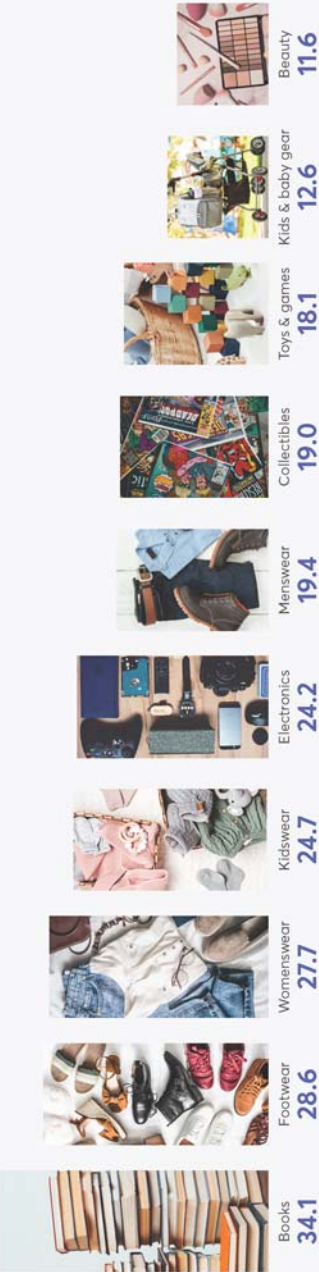 Books
34.1
Footwear
28.6
Womenswear
27.7
Kidswear
24.7
Electronics
24.2
Menswear
19.4
Collectibles
19.0
Toys & games
18.1
Kids & baby gear
12.6
Beauty
11.6